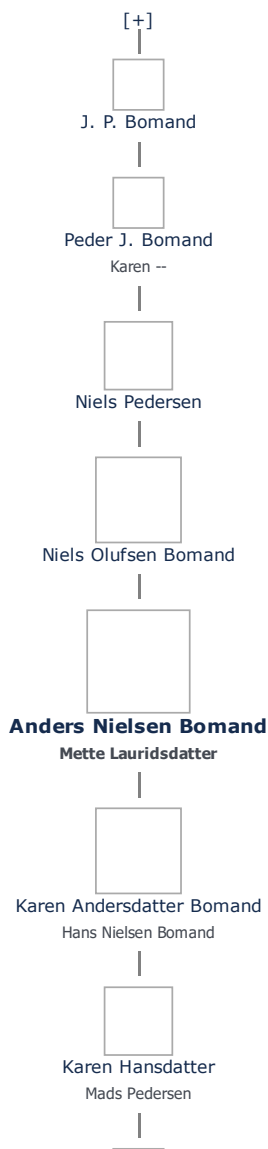 [+]
J. P. Bomand
Peder J. Bomand
Karen --
Niels Pedersen
Niels Olufsen Bomand
Anders Nielsen Bomand
Mette Lauridsdatter
Karen Andersdatter Bomand
Hans Nielsen Bomand
Karen Hansdatter
Mads Pedersen